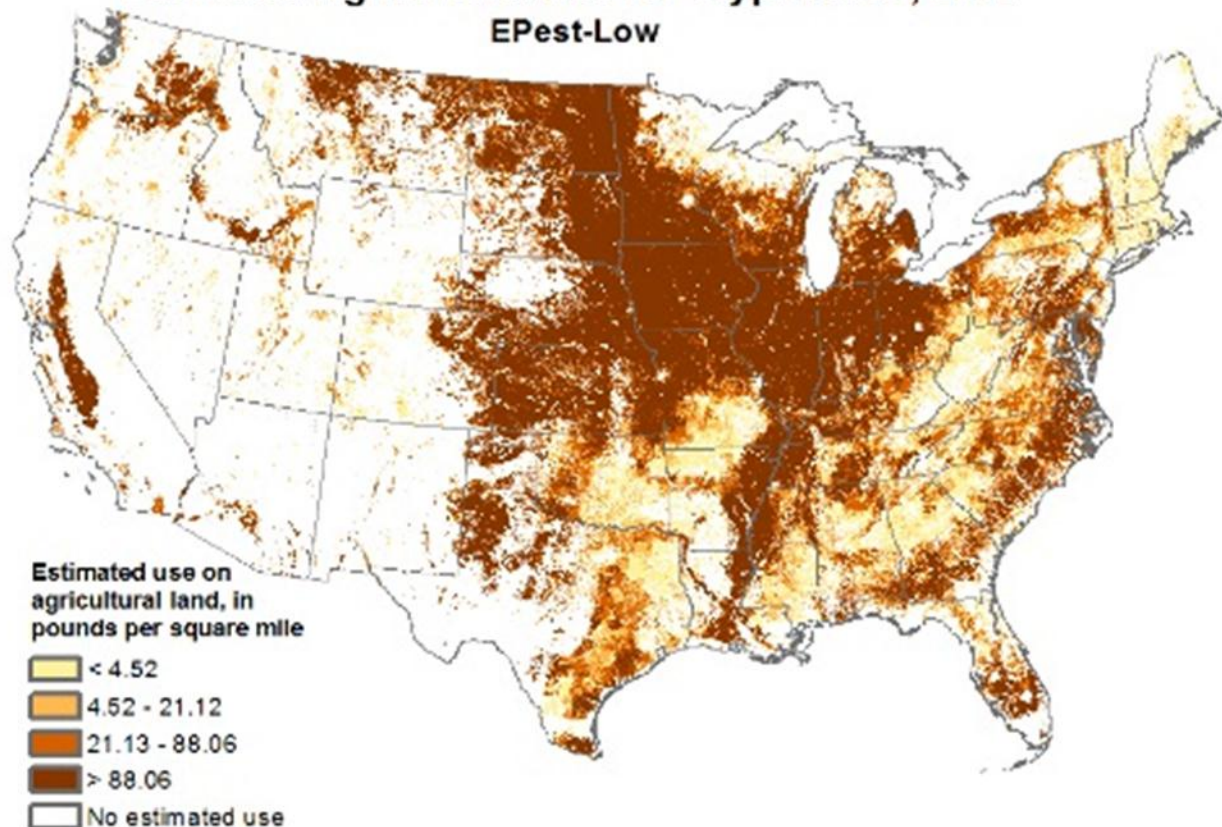 EPest-Low
Estimated use on
agricultural land, in
pounds per square mile
< 4.52
4.52 - 21.12
21.13 - 88.06
> 88.06
No estimated use